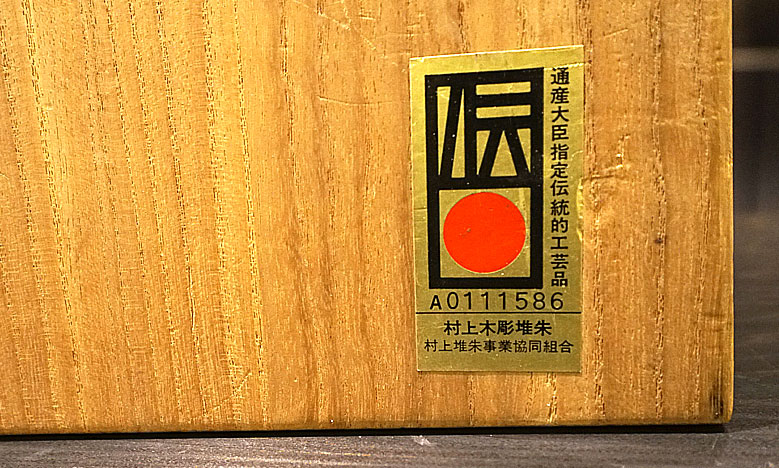 通産大臣指定伝統的工芸品
伝
A0111586
村上木彫堆朱
村上堆朱事業協同組合